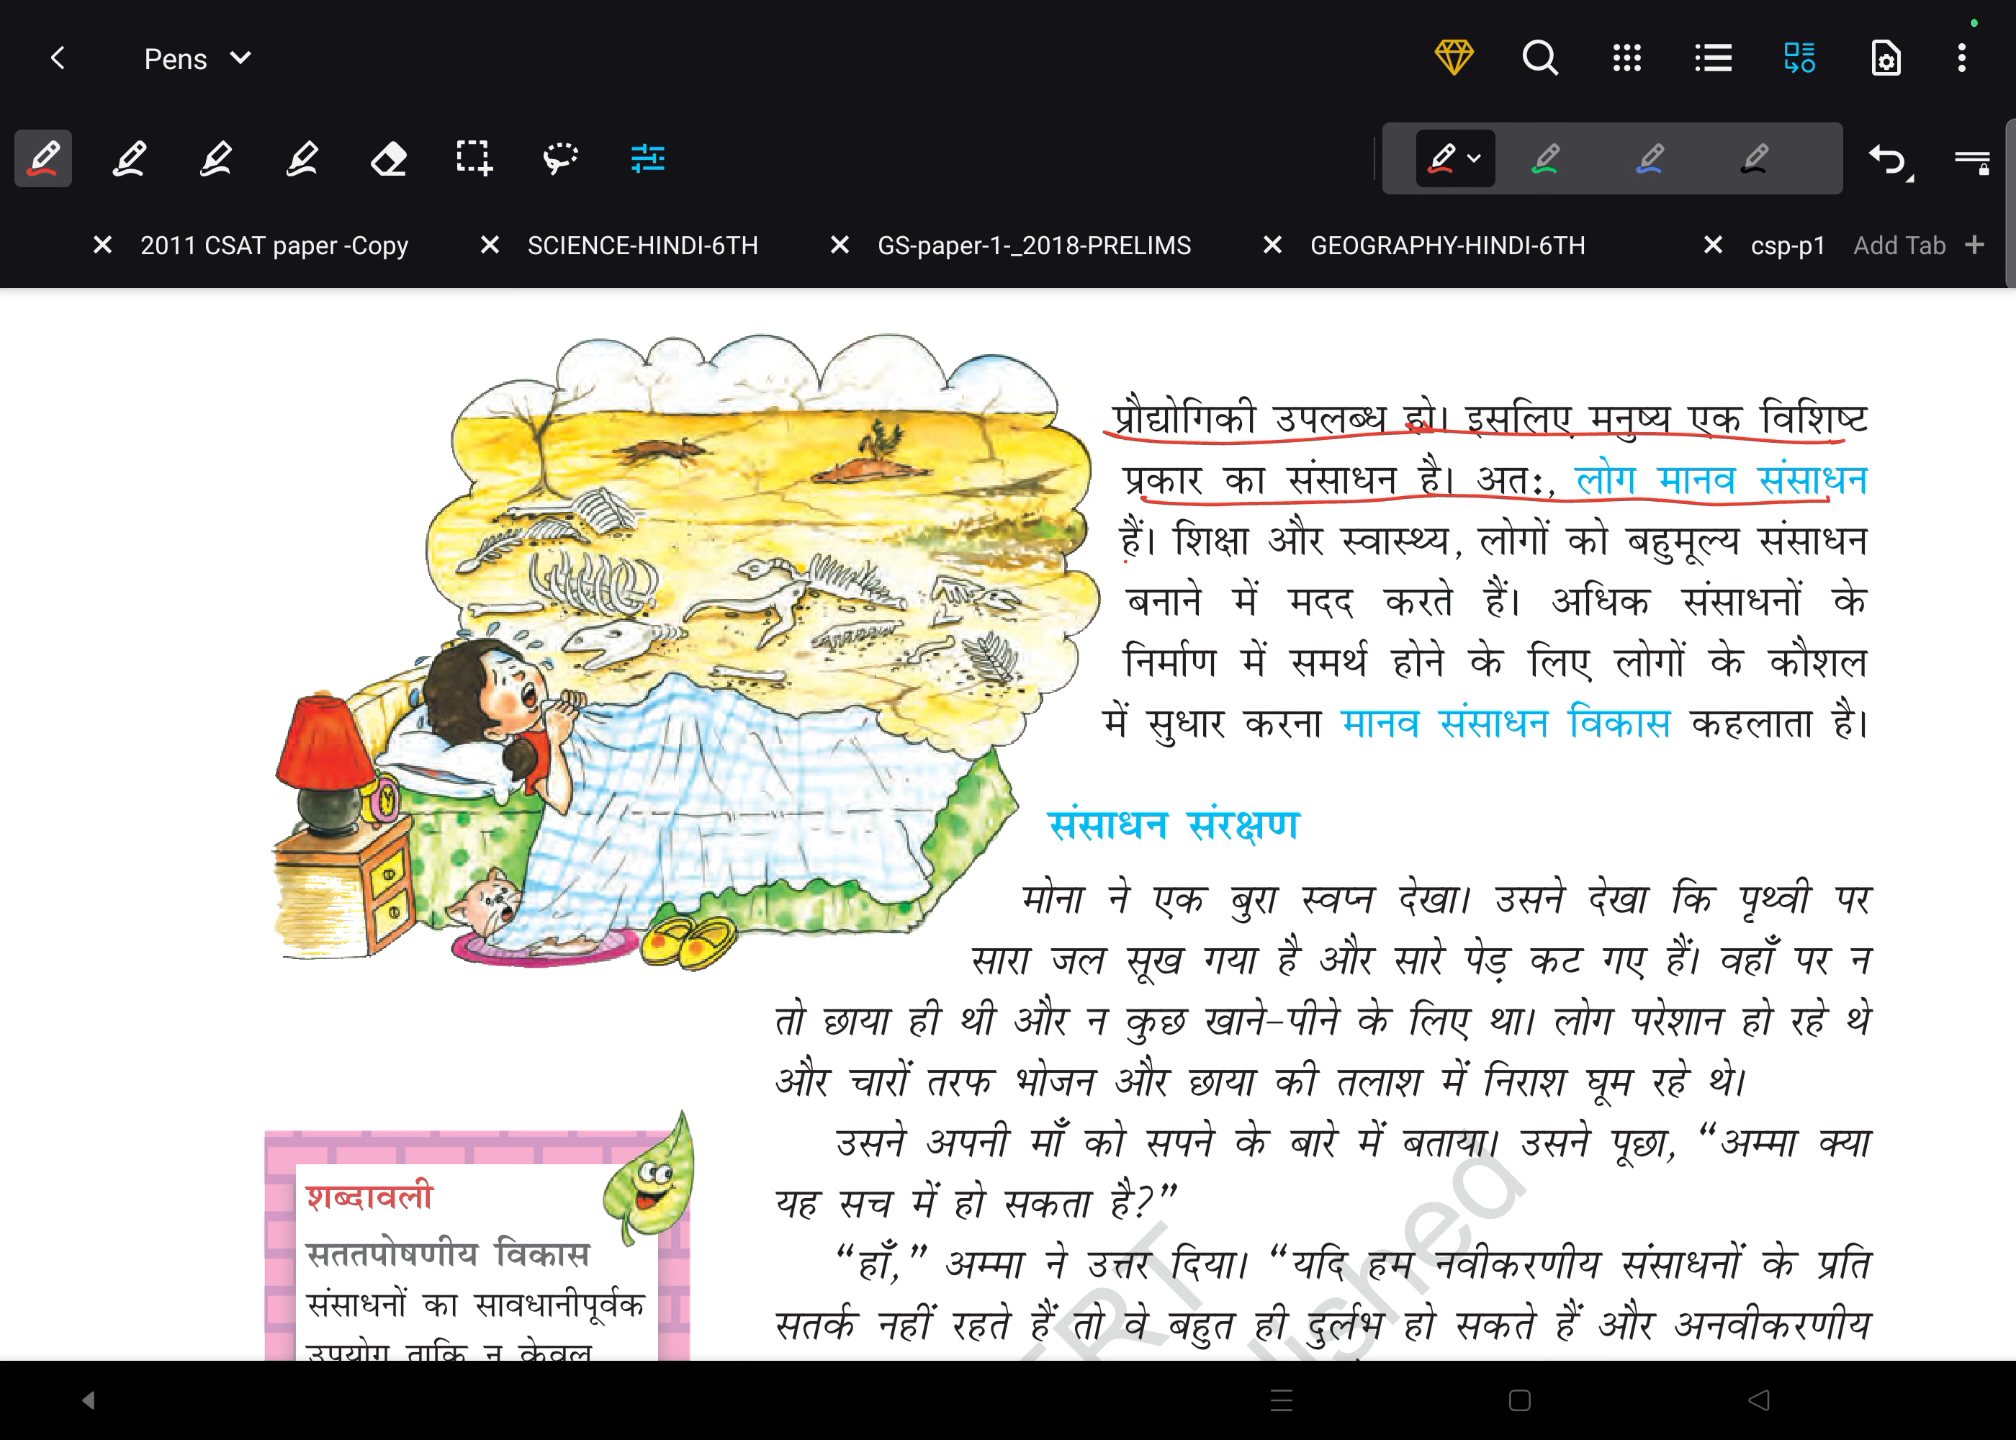 Pens
2011 CSAT paper -Copy
SCIENCE-HINDI-6TH
GS-paper-1-_2018-PRELIMS
GEOGRAPHY-HINDI-6TH
csp-p1
Add Tab +
प्रौद्योगिकी उपलब्ध हो। इसलिए मनुष्य एक विशिष्ट
प्रकार का संसाधन है। अतः, लोग मानव संसाधन
हैं। शिक्षा और स्वास्थ्य, लोगों को बहुमूल्य संसाधन
बनाने में मदद करते हैं। अधिक संसाधनों के
निर्माण में समर्थ होने के लिए लोगों के कौशल
में सुधार करना मानव संसाधन विकास कहलाता है।
संसाधन संरक्षण
मोना ने एक बुरा स्वप्न देखा। उसने देखा कि पृथ्वी पर
सारा जल सूख गया है और सारे पेड़ कट गए हैं। वहाँ पर न
तो छाया ही थी और न कुछ खाने-पीने के लिए था। लोग परेशान हो रहे थे
और चारों तरफ भोजन और छाया की तलाश में निराश घूम रहे थे।
उसने अपनी माँ को सपने के बारे में बताया। उसने पूछा, “अम्मा क्या
यह सच में हो सकता है?”
“हाँ,” अम्मा ने उत्तर दिया। “यदि हम नवीकरणीय संसाधनों के प्रति
सतर्क नहीं रहते हैं तो वे बहुत ही दुर्लभ हो सकते हैं और अनवीकरणीय
शब्दावली
सततपोषणीय विकास
संसाधनों का सावधानीपूर्वक
उपयोग ताकि न केवल